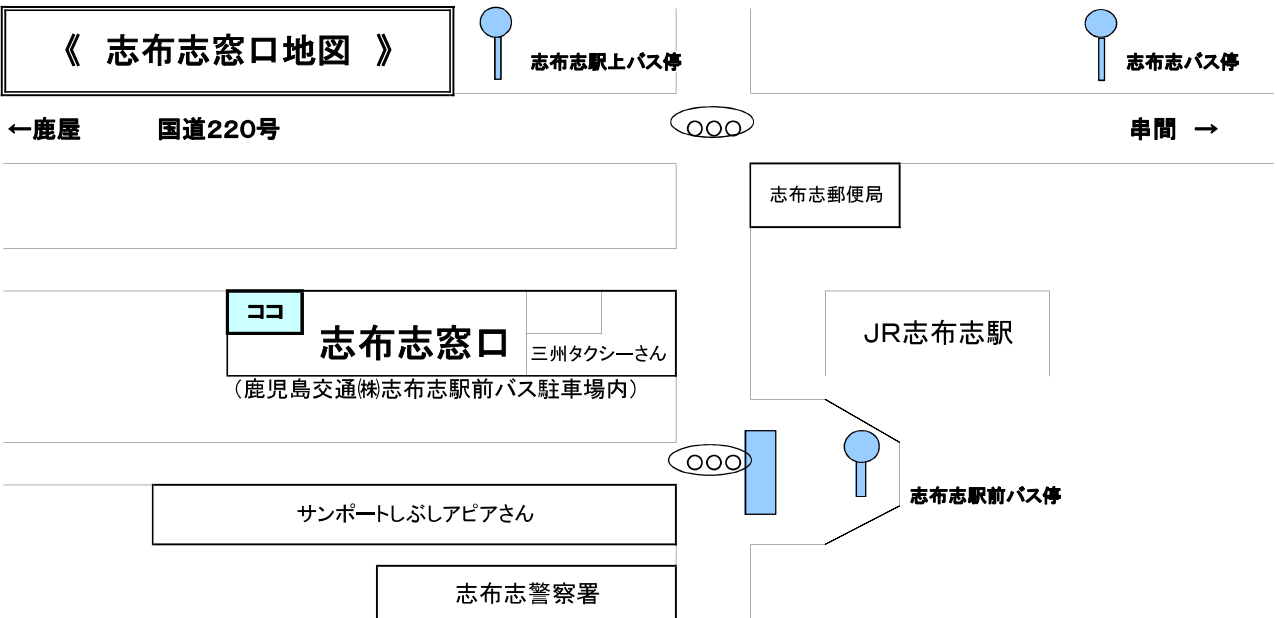 《 志布志窓口地図 》
志布志駅上バス停
志布志バス停
←鹿屋
国道220号
串間 →
志布志郵便局
ココ
志布志窓口
三州タクシーさん
JR志布志駅
（鹿児島交通㈱志布志駅前バス駐車場内）
志布志駅前バス停
サンポートしぶしアピアさん
志布志警察署